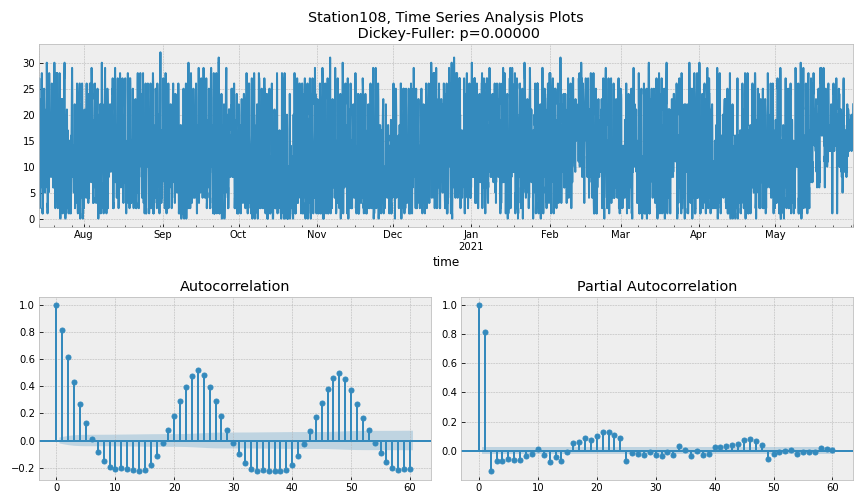 Station108, Time Series Analysis Plots
Dickey-Fuller: p=0.00000
30
25
20
15
10
5
0
Aug Sep Oct Nov Dec Jan Feb Mar Apr May
2021
time
Autocorrelation
1.0
0.8
0.6
0.4
0.2
0.0
−0.2
0 10 20 30 40 50 60
Partial Autocorrelation
1.0
0.8
0.6
0.4
0.2
0.0
0 10 20 30 40 50 60